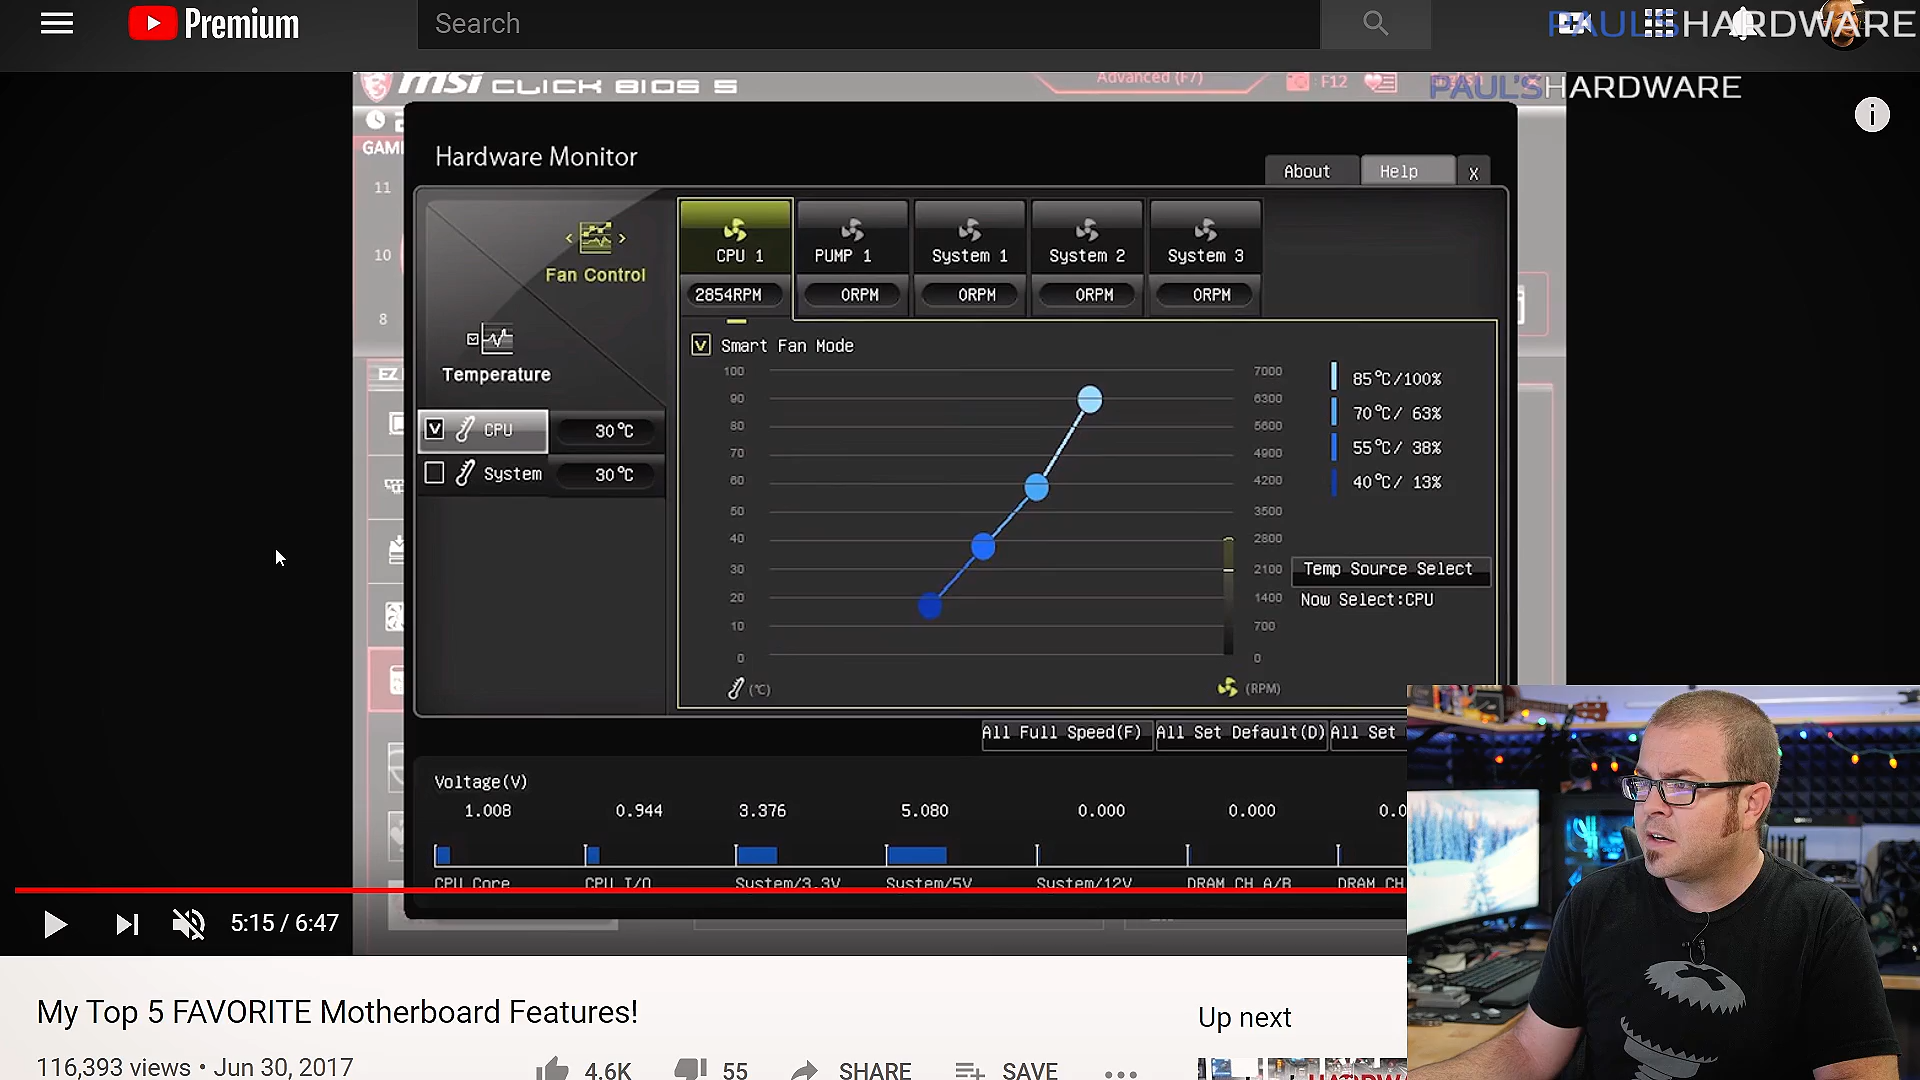 Premium
Search
PAUL'S HARDWARE
msi CLICK BIOS 5
Advanced (F7)
F12
PAUL'S HARDWARE
GAMI
11
10
8
EZ
Hardware Monitor
About
Help
X
Fan Control
Temperature
V CPU 30°C
System 30°C
CPU 1
PUMP 1
System 1
System 2
System 3
2854RPM
0RPM
0RPM
0RPM
0RPM
V Smart Fan Mode
100
90
80
70
60
50
40
30
20
10
0
7000
6300
5600
4900
4200
3500
2800
2100
1400
700
0
(°C)
(RPM)
85°C/100%
70°C/ 63%
55°C/ 38%
40°C/ 13%
Temp Source Select
Now Select:CPU
All Full Speed(F)
All Set Default(D)
All Set
Voltage(V)
1.008 0.944 3.376 5.080 0.000 0.000 0.0
CPU Core CPU I/O System/3.3V System/5V System/12V DRAM CH A/B DRAM CH
5:15 / 6:47
My Top 5 FAVORITE Motherboard Features!
116,393 views • Jun 30, 2017
4.6K
55
SHARE
SAVE
Up next